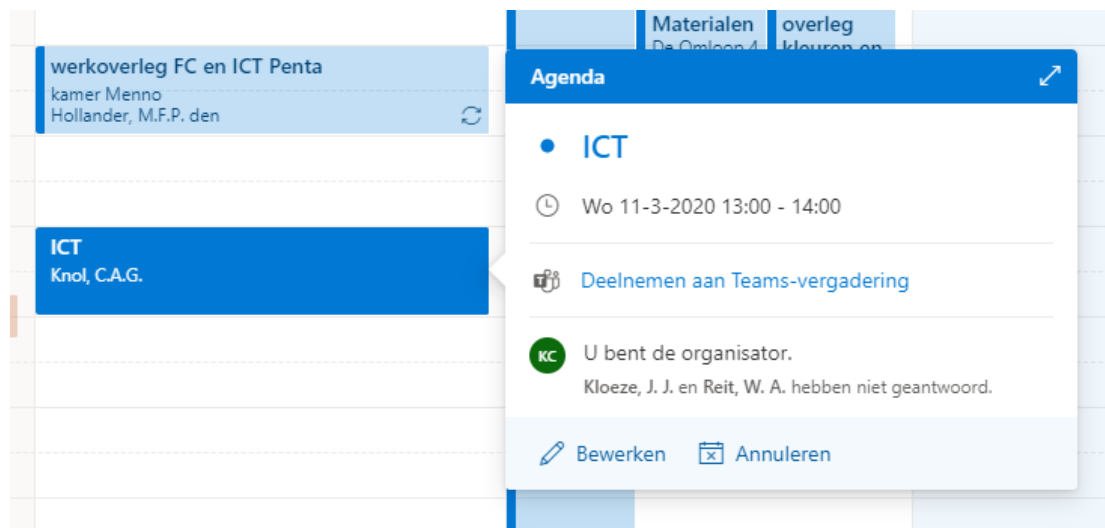 Materialen
overleg
De Omloop 4
kleuren en
werkoverleg FC en ICT Penta
kamer Menno
Hollander, M.F.P. den
ICT
Knol, C.A.G.
Agenda
ICT
Wo 11-3-2020 13:00 - 14:00
Deelnemen aan Teams-vergadering
KC
U bent de organisator.
Kloeze, J. J. en Reit, W. A. hebben niet geantwoord.
Bewerken
Annuleren